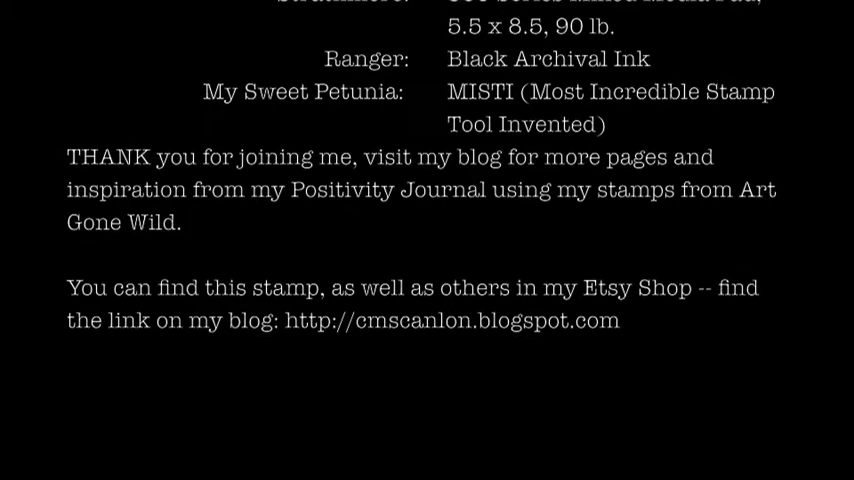 5.5 x 8.5, 90 lb.
Ranger: Black Archival Ink
My Sweet Petunia: MISTI (Most Incredible Stamp
Tool Invented)
THANK you for joining me, visit my blog for more pages and
inspiration from my Positivity Journal using my stamps from Art
Gone Wild.
You can find this stamp, as well as others in my Etsy Shop -- find
the link on my blog: http://cmscanlon.blogspot.com